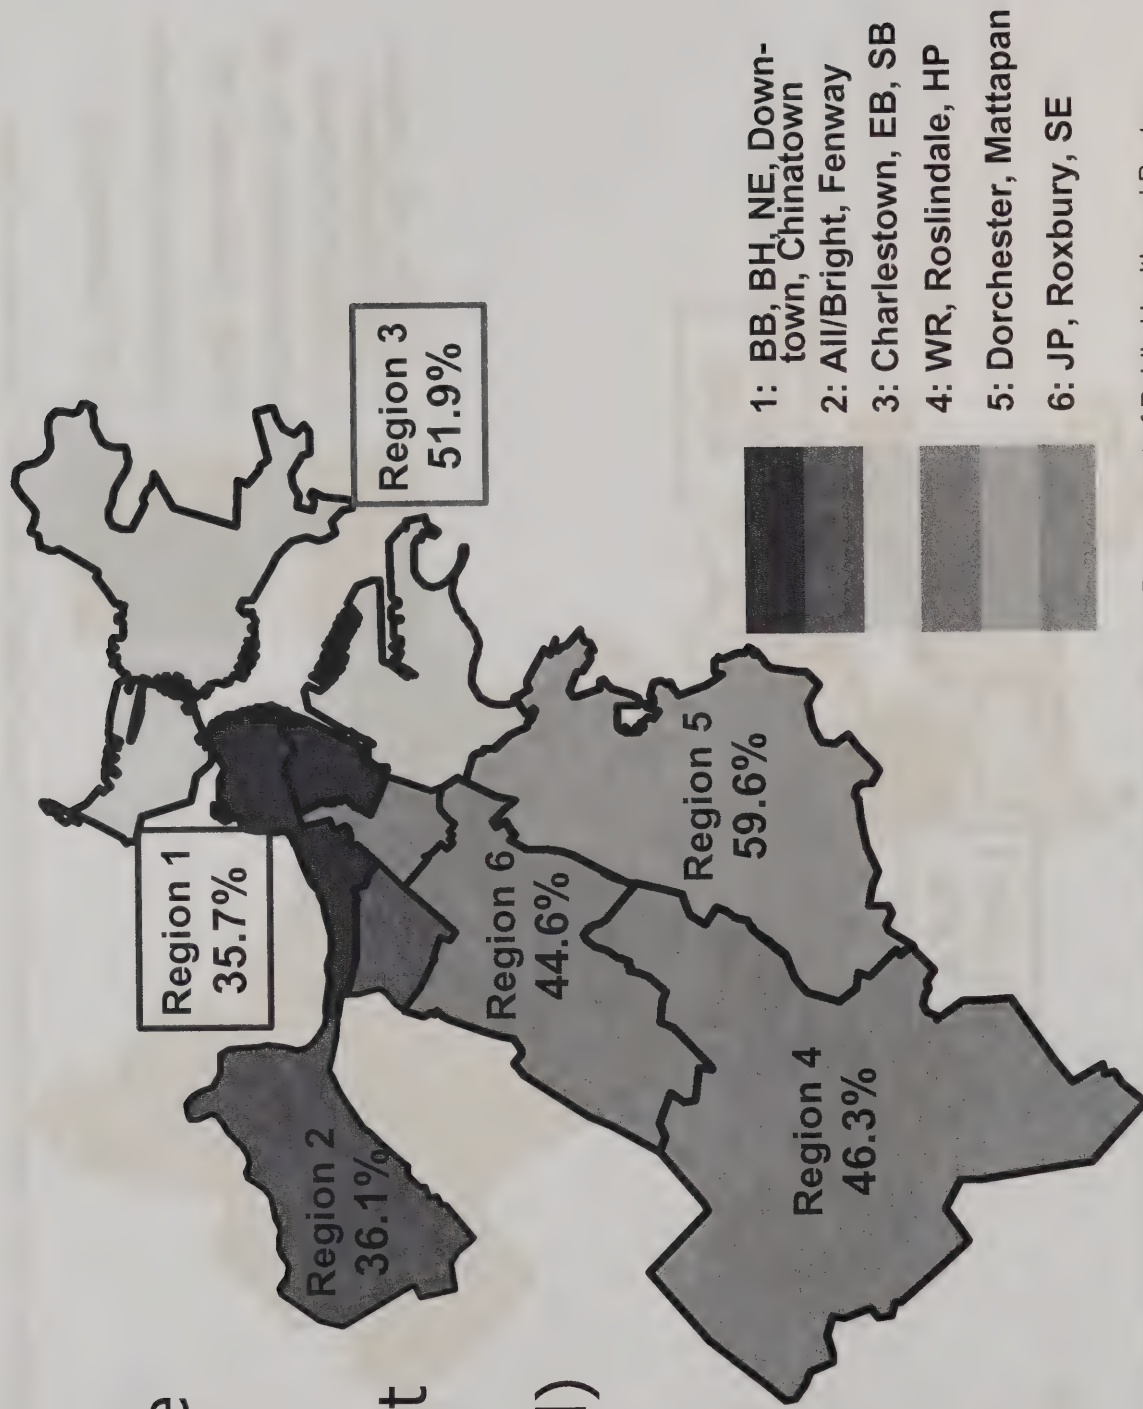 Region 1
35.7%
Region 2
36.1%
Region 3
51.9%
Region 6
44.6%
Region 5
59.6%
Region 4
46.3%
1: BB, BH, NE, Down-
town, Chinatown
2: All/Bright, Fenway
3: Charlestown, EB, SB
4: WR, Roslindale, HP
5: Dorchester, Mattapan
6: JP, Roxbury, SE